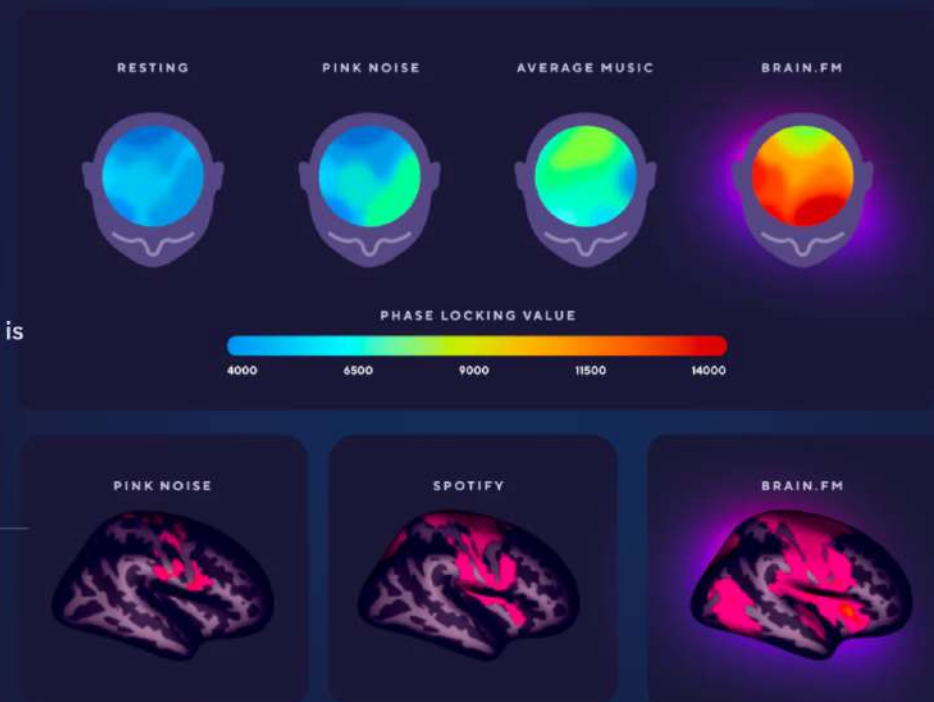 RESTING
PINK NOISE
AVERAGE MUSIC
BRAIN.FM
is
PHASE LOCKING VALUE
4000
6500
9000
11500
14000
PINK NOISE
SPOTIFY
BRAIN.FM